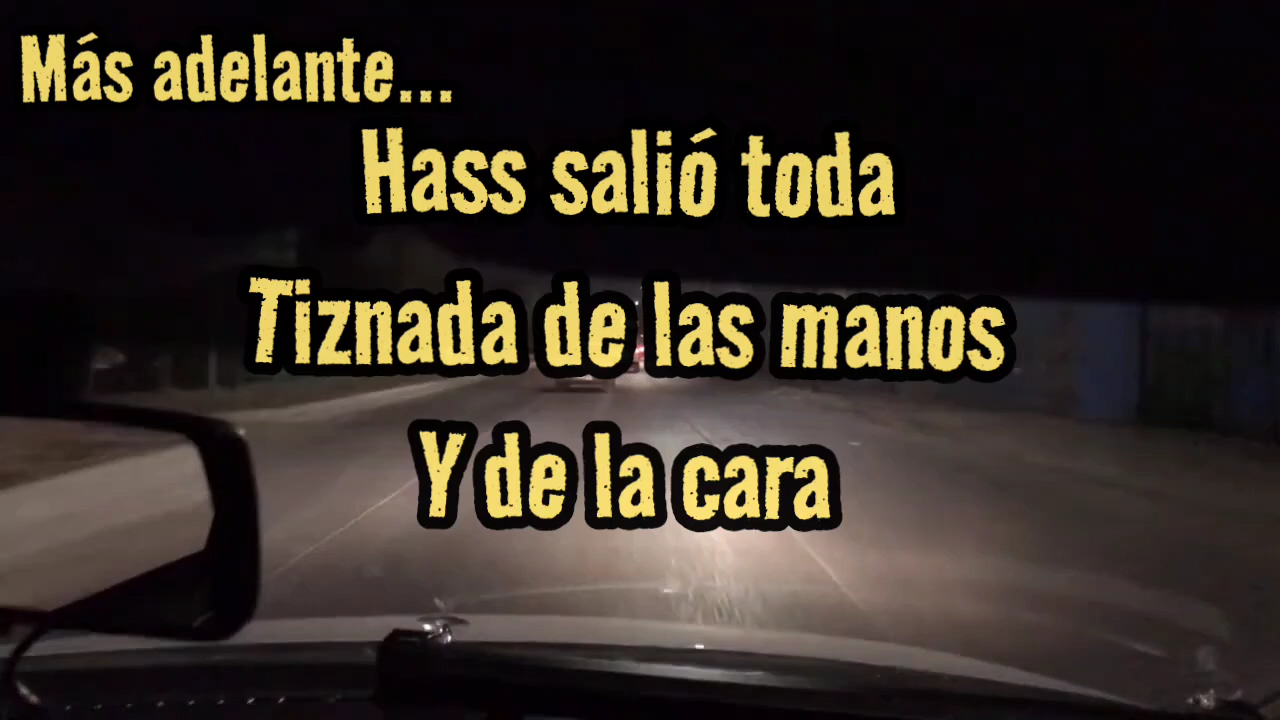 Más adelante...
Hass salió toda
Tiznada de las manos
Y de la cara